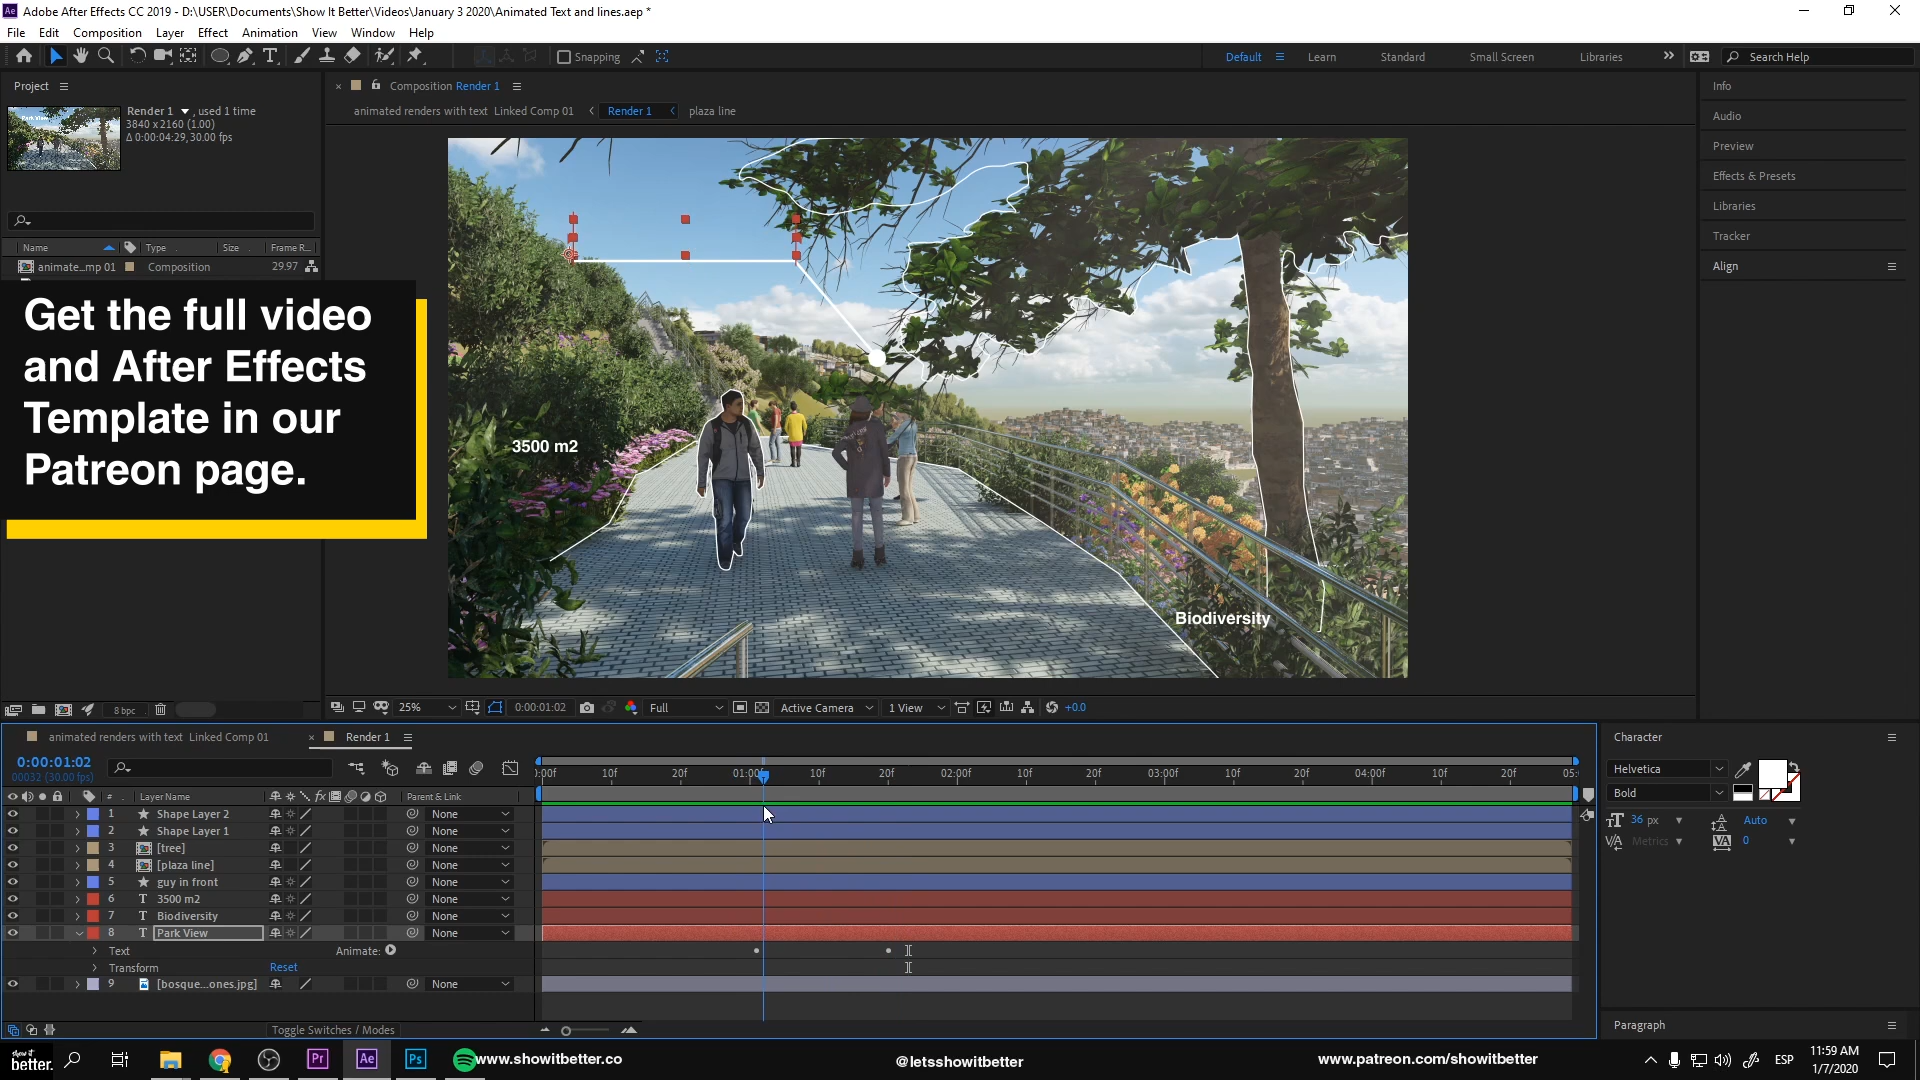 Adobe After Effects CC 2019 - D:\USER\Documents\Show It Better\Videos\January 3 2020\Animated Text and lines.aep *
File Edit Composition Layer Effect Animation View Window Help
Snapping
Default Learn Standard Small Screen Libraries Search Help
Project
Composition Render 1
Render 1 , used 1 time
3840 x 2160 (1.00)
Δ 0:00:04:29, 30.00 fps
animated renders with text Linked Comp 01 Render 1 plaza line
Info
Audio
Preview
Effects & Presets
Libraries
Tracker
Align
Name Type Size Frame R...
animate...mp 01 Composition 29.97
Get the full video
and After Effects
Template in our
Patreon page.
3500 m2
Biodiversity
8 bpc
25% 0:00:01:02 Full Active Camera 1 View +0.0
animated renders with text Linked Comp 01 Render 1
0:00:01:02
00032 (30.00 fps)
:00f 10f 20f 01:00f 10f 20f 02:00f 10f 20f 03:00f 10f 20f 04:00f 10f 20f 05:
# Layer Name Parent & Link
1 Shape Layer 2 None
2 Shape Layer 1 None
3 [tree] None
4 [plaza line] None
5 guy in front None
6 T 3500 m2 None
7 T Biodiversity None
8 T Park View None
Text Animate:
Transform Reset
9 [bosque...ones.jpg] None
Toggle Switches / Modes
Character
Helvetica
Bold
36 px Auto
Metrics 0
Paragraph
show it
better.
Pr Ae Ps
www.showitbetter.co
@letsshowitbetter
www.patreon.com/showitbetter
ESP
11:59 AM
1/7/2020